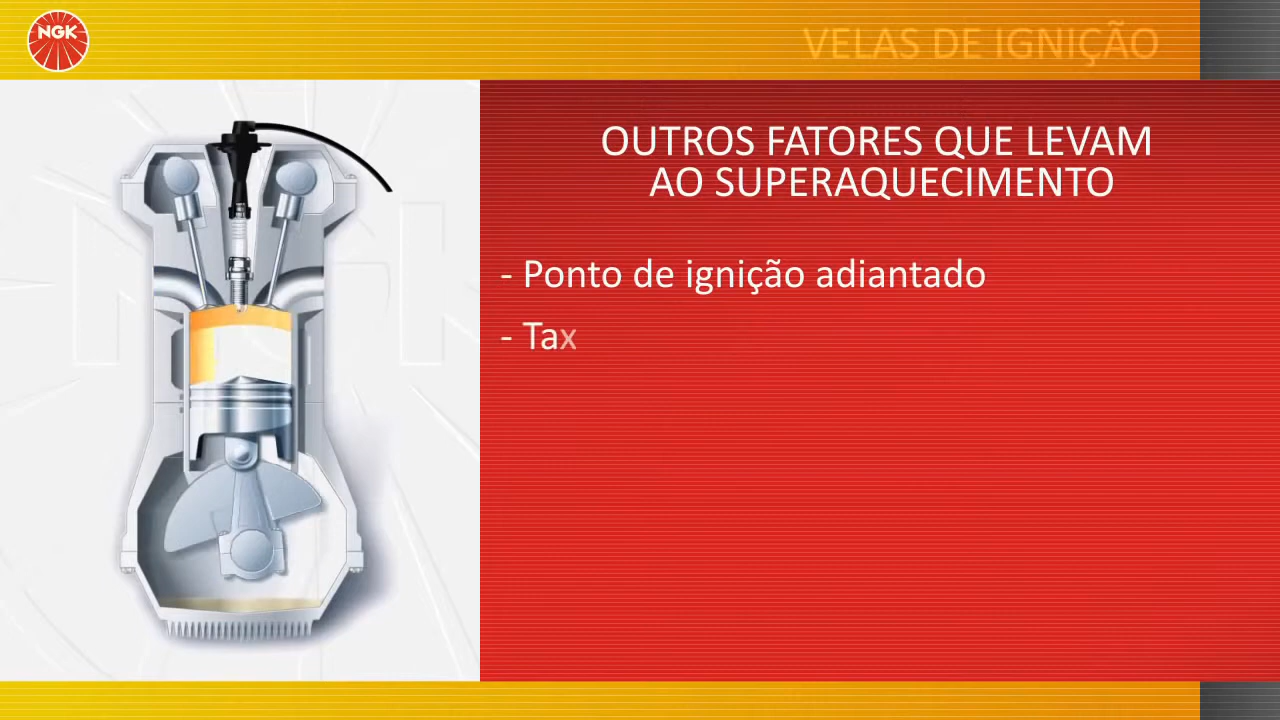 NGK
VELAS DE IGNIÇÃO
OUTROS FATORES QUE LEVAM
AO SUPERAQUECIMENTO
- Ponto de ignição adiantado
- Tax